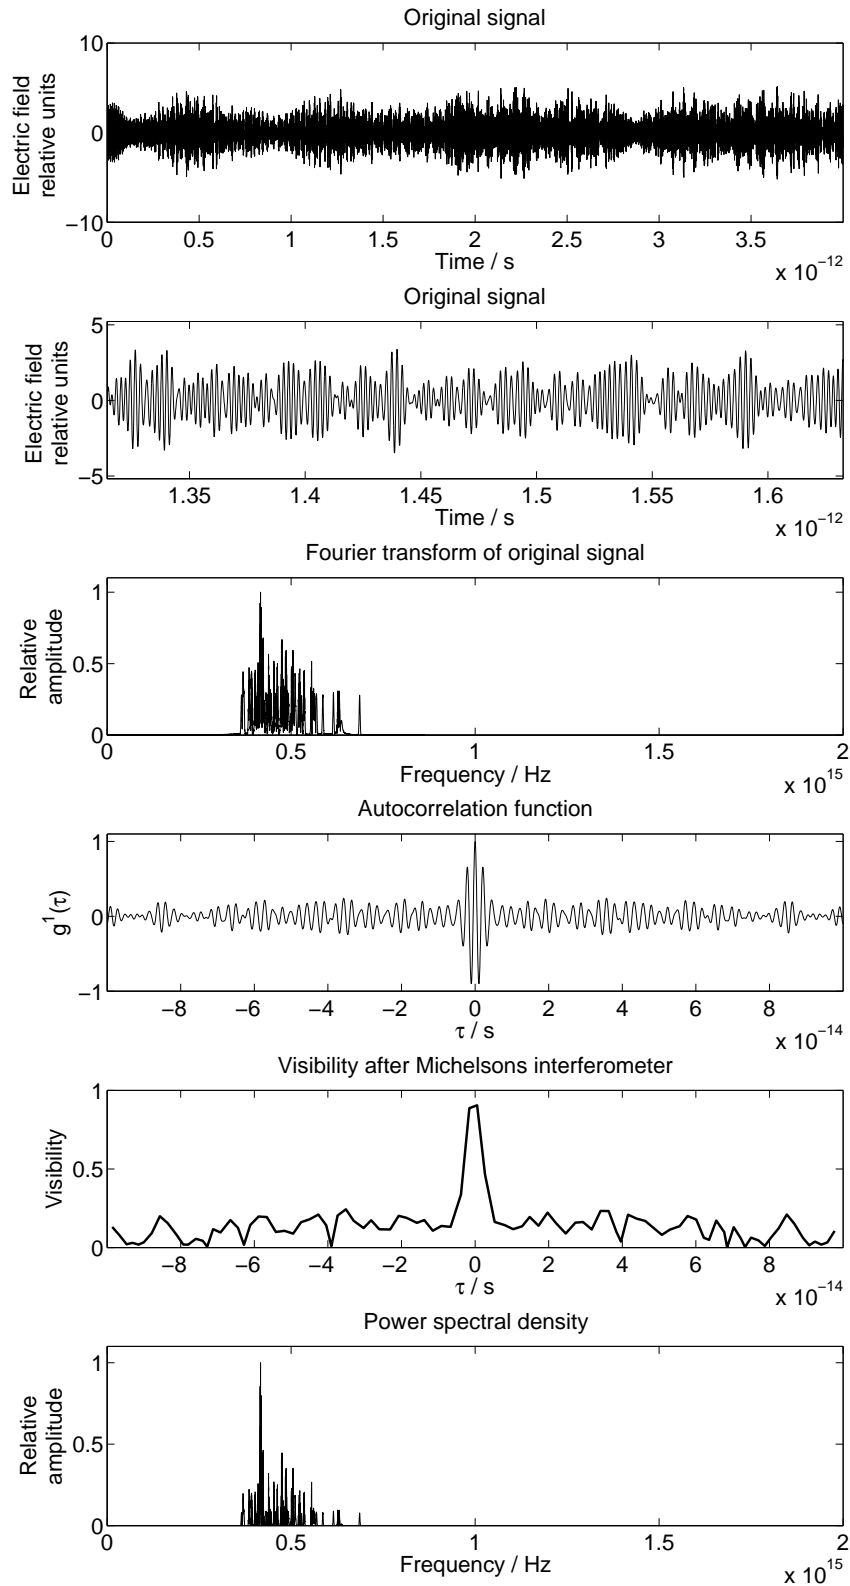 Original signal
Electric field
relative units
10
0
−10
0 0.5 1 1.5 2 2.5 3 3.5
Time / s
x 10−12
Original signal
Electric field
relative units
5
0
−5
1.35 1.4 1.45 1.5 1.55 1.6
Time / s
x 10−12
Fourier transform of original signal
Relative
amplitude
1
0.5
0
0 0.5 1 1.5 2
Frequency / Hz
x 1015
Autocorrelation function
g1(τ)
1
0
−1
−8 −6 −4 −2 0 2 4 6 8
τ / s
x 10−14
Visibility after Michelsons interferometer
Visibility
1
0.5
0
−8 −6 −4 −2 0 2 4 6 8
τ / s
x 10−14
Power spectral density
Relative
amplitude
1
0.5
0
0 0.5 1 1.5 2
Frequency / Hz
x 1015